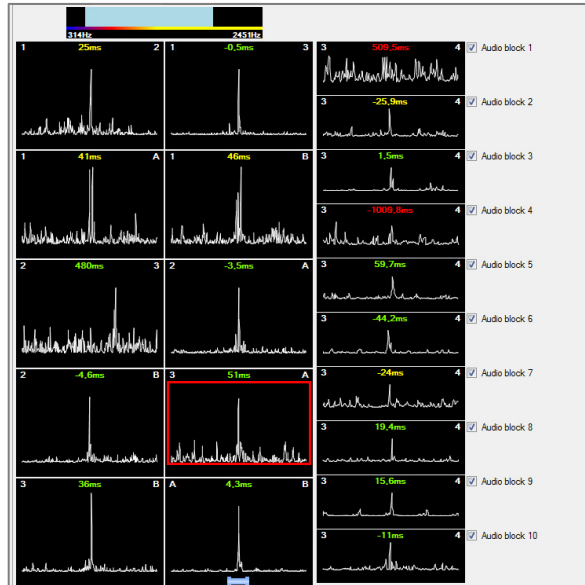 314Hz 2451Hz
1 25ms 2
1 -0,5ms 3
3 509,5ms 4
Audio block 1
3 -25,9ms 4
Audio block 2
1 41ms A
1 46ms B
3 1,5ms 4
Audio block 3
3 -1009,8ms 4
Audio block 4
2 480ms 3
2 -3,5ms A
3 59,7ms 4
Audio block 5
3 -44,2ms 4
Audio block 6
2 -4,6ms B
3 51ms A
3 -24ms 4
Audio block 7
3 19,4ms 4
Audio block 8
3 36ms B
A 4,3ms B
3 15,6ms 4
Audio block 9
3 -11ms 4
Audio block 10